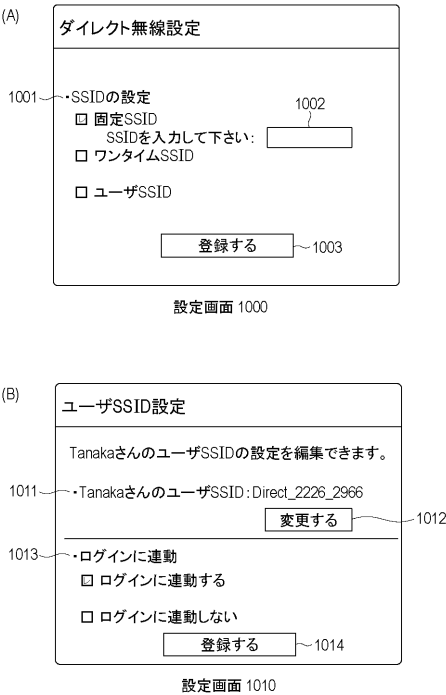 (A)
ダイレクト無線設定
1001
・SSIDの設定
固定SSID
1002
SSIDを入力して下さい：
ワンタイムSSID
ユーザSSID
登録する
1003
設定画面 1000
(B)
ユーザSSID設定
TanakaさんのユーザSSIDの設定を編集できます。
1011
・TanakaさんのユーザSSID：Direct_2226_2966
変更する
1012
1013
・ログインに連動
ログインに連動する
ログインに連動しない
登録する
1014
設定画面 1010